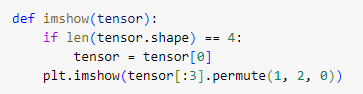 def imshow(tensor):
    if len(tensor.shape) == 4:
        tensor = tensor[0]
    plt.imshow(tensor[:3].permute(1, 2, 0))